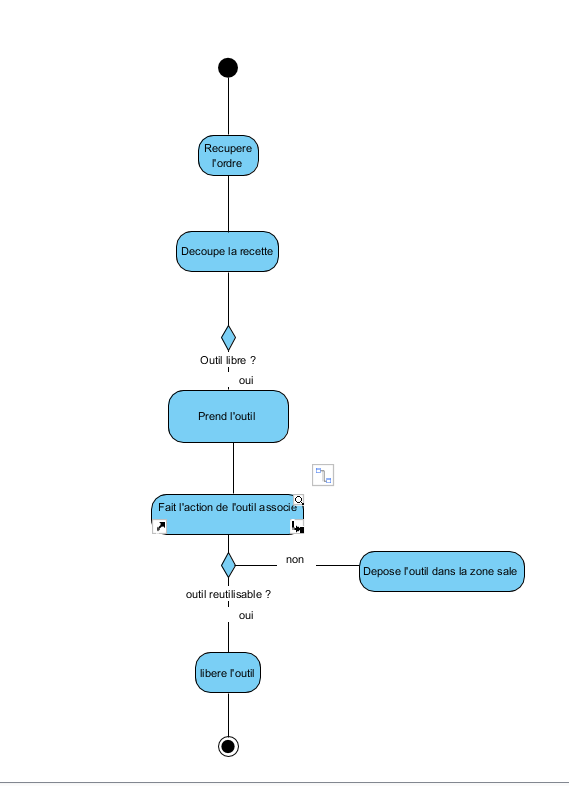 Recupere
l'ordre
Decoupe la recette
Outil libre ?
oui
Prend l'outil
Fait l'action de l'outil associe
non
Depose l'outil dans la zone sale
outil reutilisable ?
oui
libere l'outil